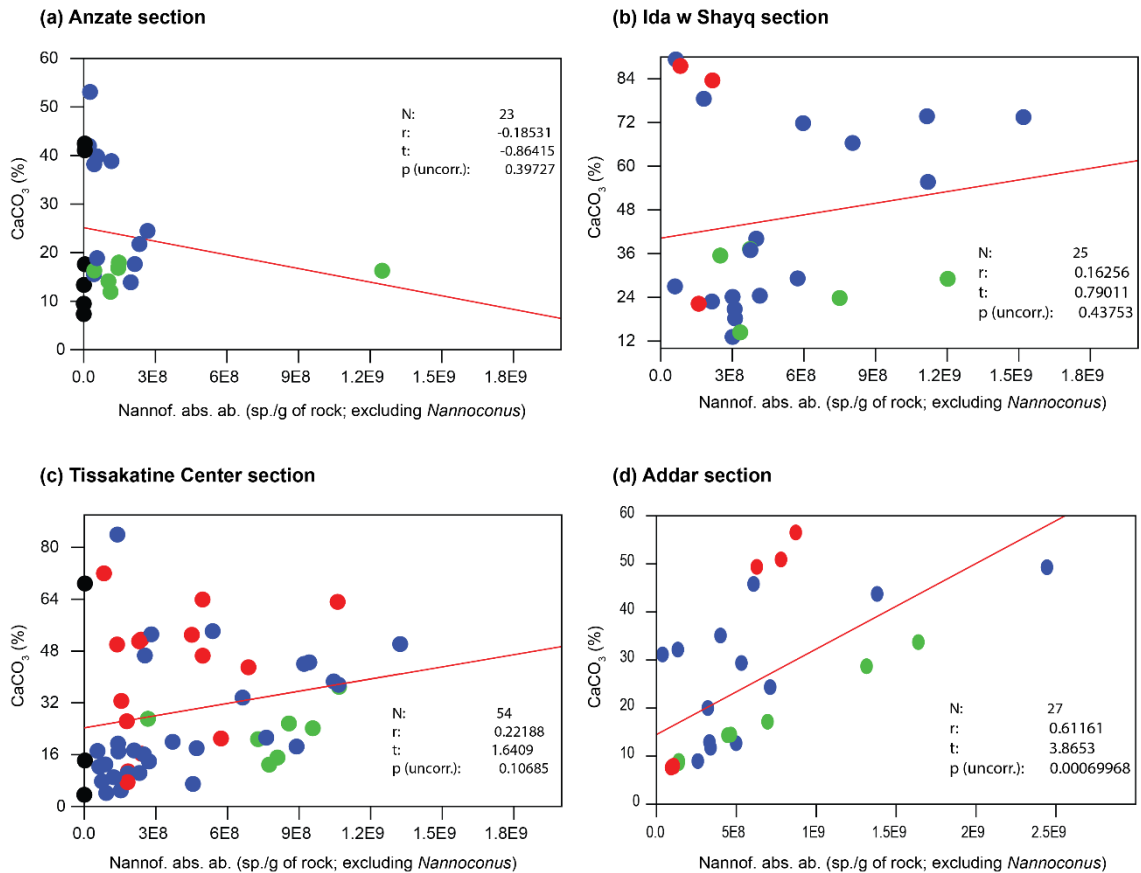 (a) Anzate section
60
50
40
30
20
10
0
CaCO3 (%)
N: 23
r: -0.18531
t: -0.86415
p (uncorr.): 0.39727
0.0 3E8 6E8 9E8 1.2E9 1.5E9 1.8E9
Nannof. abs. ab. (sp./g of rock; excluding Nannoconus)
(b) Ida w Shayq section
84
72
60
48
36
24
12
CaCO3 (%)
N: 25
r: 0.16256
t: 0.79011
p (uncorr.): 0.43753
0.0 3E8 6E8 9E8 1.2E9 1.5E9 1.8E9
Nannof. abs. ab. (sp./g of rock; excluding Nannoconus)
(c) Tissakatine Center section
80
64
48
32
16
0
CaCO3 (%)
N: 54
r: 0.22188
t: 1.6409
p (uncorr.): 0.10685
0.0 3E8 6E8 9E8 1.2E9 1.5E9 1.8E9
Nannof. abs. ab. (sp./g of rock; excluding Nannoconus)
(d) Addar section
60
50
40
30
20
10
0
CaCO3 (%)
N: 27
r: 0.61161
t: 3.8653
p (uncorr.): 0.00069968
0.0 5E8 1E9 1.5E9 2E9 2.5E9
Nannof. abs. ab. (sp./g of rock; excluding Nannoconus)